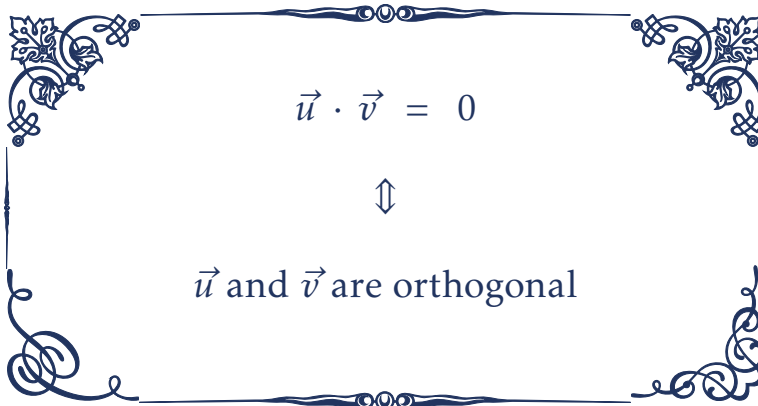 u⃗ · v⃗ = 0
⇕
u⃗ and v⃗ are orthogonal